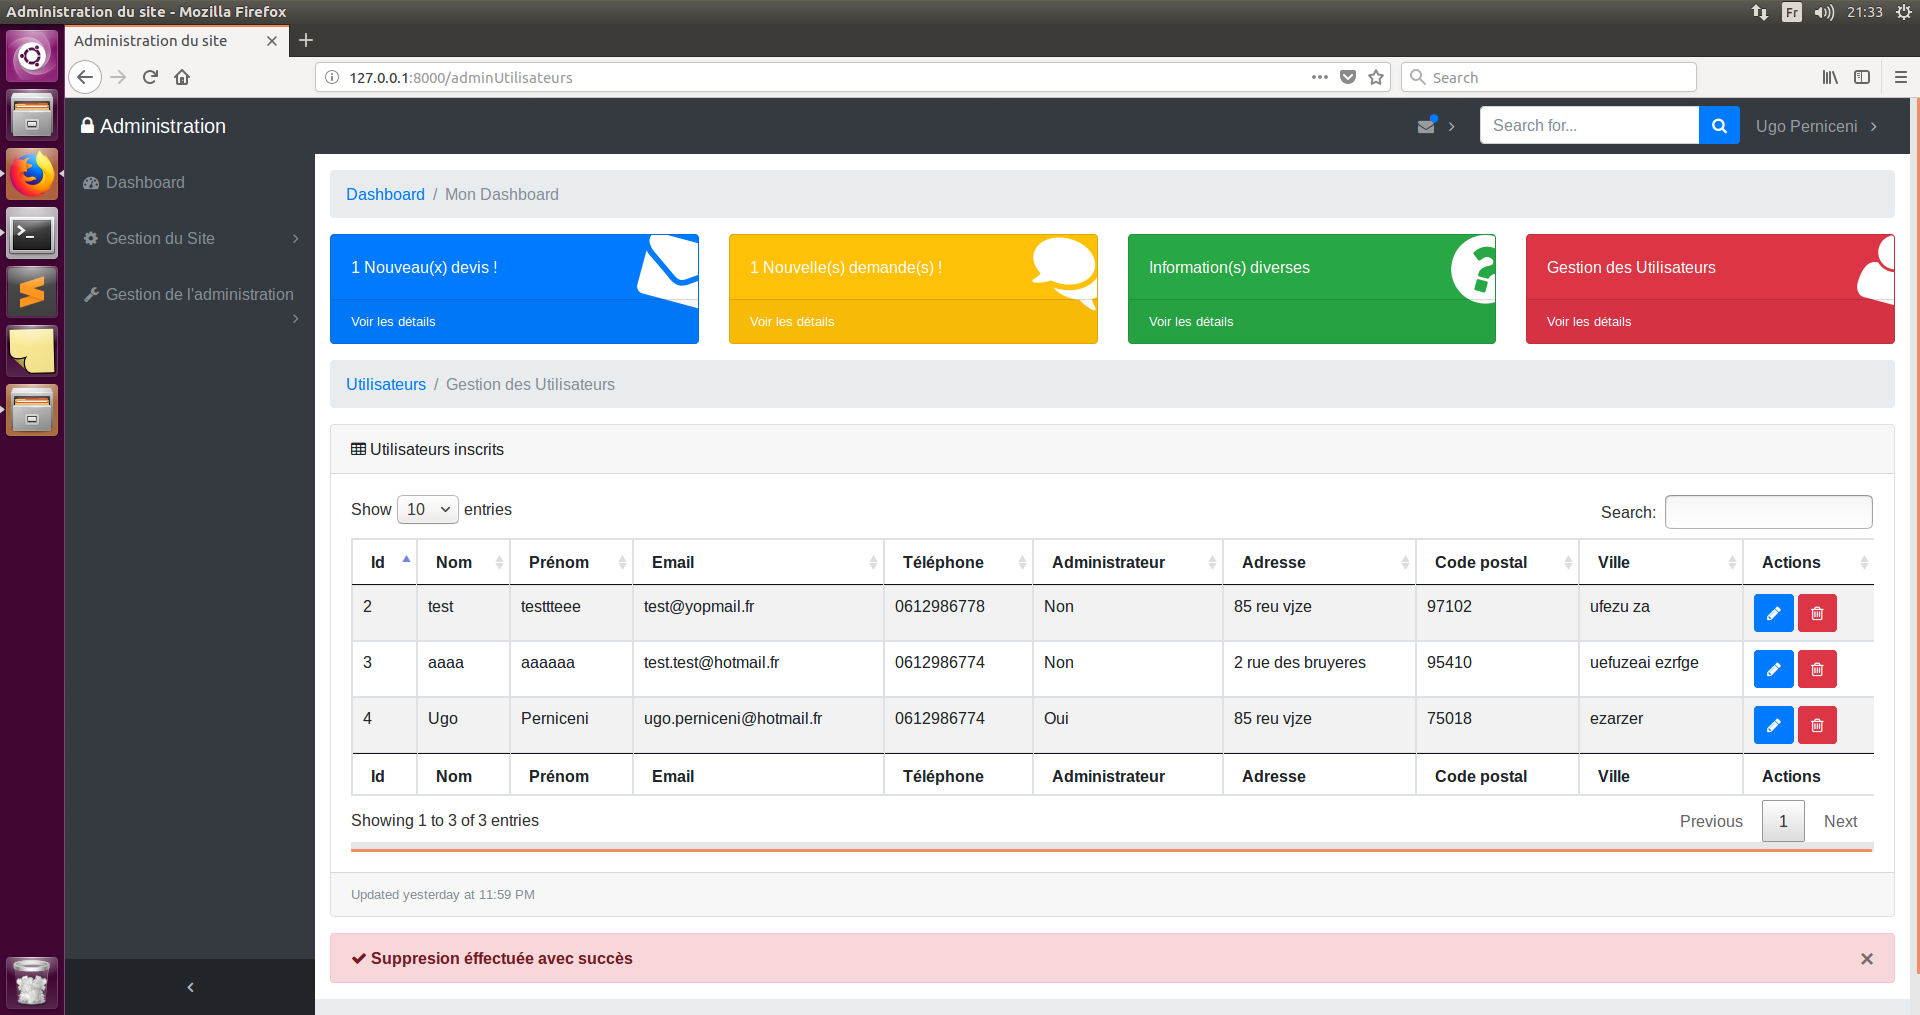 Administration du site - Mozilla Firefox
Fr
21:33
Administration du site
127.0.0.1:8000/adminUtilisateurs
Search
Administration
Search for...
Ugo Perniceni
Dashboard
Gestion du Site
Gestion de l'administration
Dashboard / Mon Dashboard
1 Nouveau(x) devis !
Voir les détails
1 Nouvelle(s) demande(s) !
Voir les détails
Information(s) diverses
Voir les détails
Gestion des Utilisateurs
Voir les détails
Utilisateurs / Gestion des Utilisateurs
Utilisateurs inscrits
Show 10 entries
Search:
Id Nom Prénom Email Téléphone Administrateur Adresse Code postal Ville Actions
2 test testtteee test@yopmail.fr 0612986778 Non 85 reu vjze 97102 ufezu za
3 aaaa aaaaaa test.test@hotmail.fr 0612986774 Non 2 rue des bruyeres 95410 uefuzeai ezrfge
4 Ugo Perniceni ugo.perniceni@hotmail.fr 0612986774 Oui 85 reu vjze 75018 ezarzer
Id Nom Prénom Email Téléphone Administrateur Adresse Code postal Ville Actions
Showing 1 to 3 of 3 entries
Previous 1 Next
Updated yesterday at 11:59 PM
Suppresion éffectuée avec succès